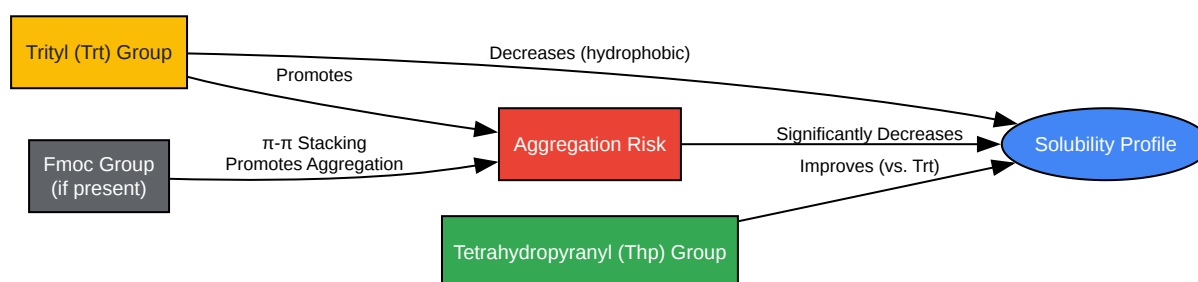 Trityl (Trt) Group
Decreases (hydrophobic)
Promotes
Fmoc Group
(if present)
π-π Stacking
Promotes Aggregation
Aggregation Risk
Significantly Decreases
Solubility Profile
Improves (vs. Trt)
Tetrahydropyranyl (Thp) Group